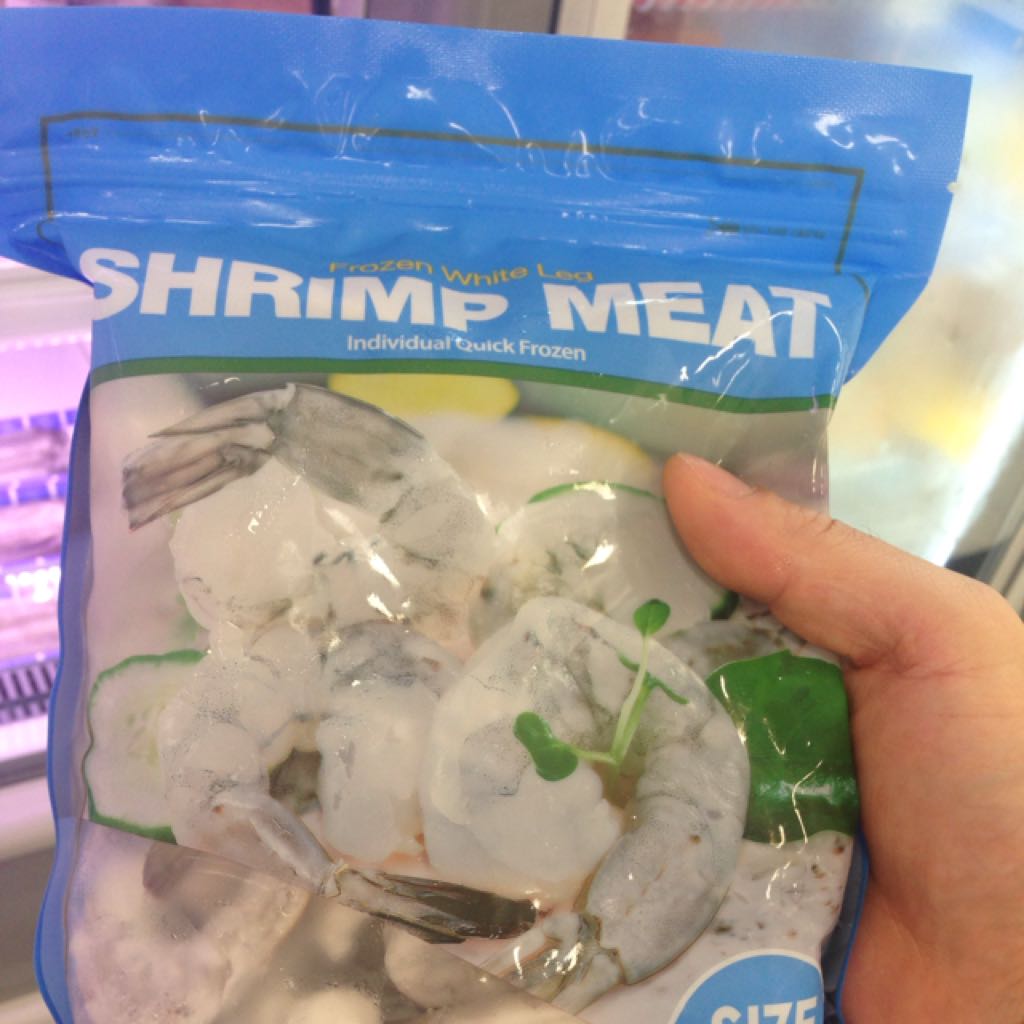 Frozen White Leg
SHRiMP MEAT
Individual Quick Frozen
SIZE